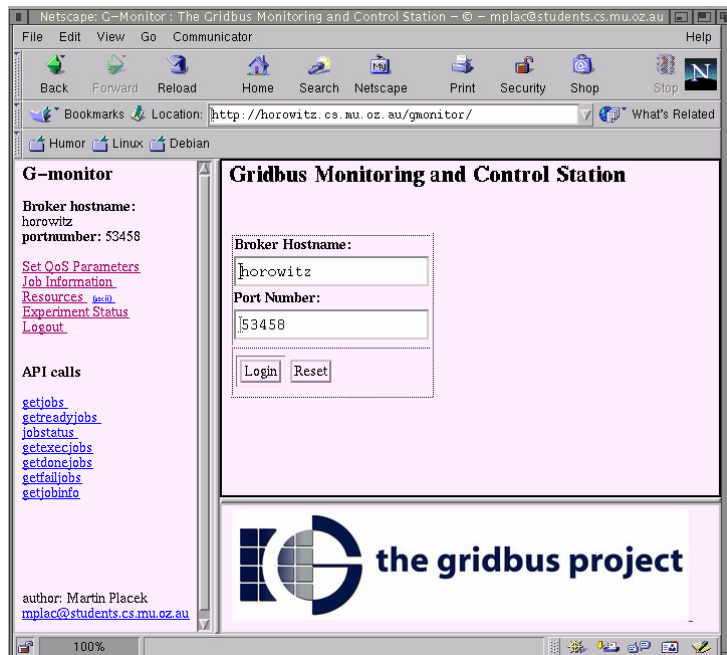 Netscape: G-Monitor : The Gridbus Monitoring and Control Station – © – mplac@students.cs.mu.oz.au
File Edit View Go Communicator Help
Back Forward Reload Home Search Netscape Print Security Shop Stop
My
N
Bookmarks Location: http://horowitz.cs.mu.oz.au/gmonitor/ What's Related
Humor Linux Debian
G-monitor
Broker hostname:
horowitz
portnumber: 53458
Set QoS Parameters
Job Information
Resources (ascii)
Experiment Status
Logout
API calls
getjobs
getreadyjobs
jobstatus
getexecjobs
getdonejobs
getfailjobs
getjobinfo
author: Martin Placek
mplac@students.cs.mu.oz.au
Gridbus Monitoring and Control Station
Broker Hostname:
horowitz
Port Number:
53458
Login Reset
G the gridbus project
100%